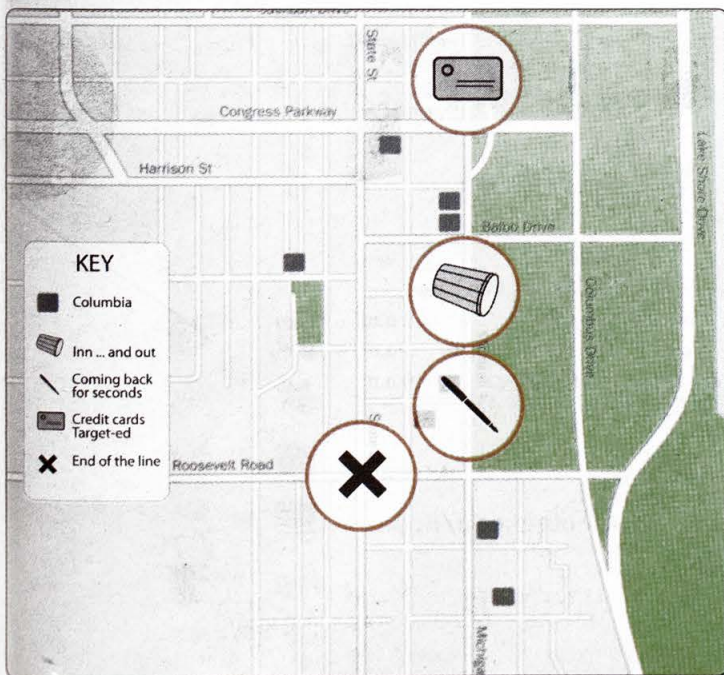 State St
Congress Parkway
Lake Shore Drive
Harrison St
Balbo Drive
KEY
Columbia
Columbus Drive
Inn ... and out
Coming back
for seconds
Credit cards
Target-ed
End of the line
Roosevelt Road